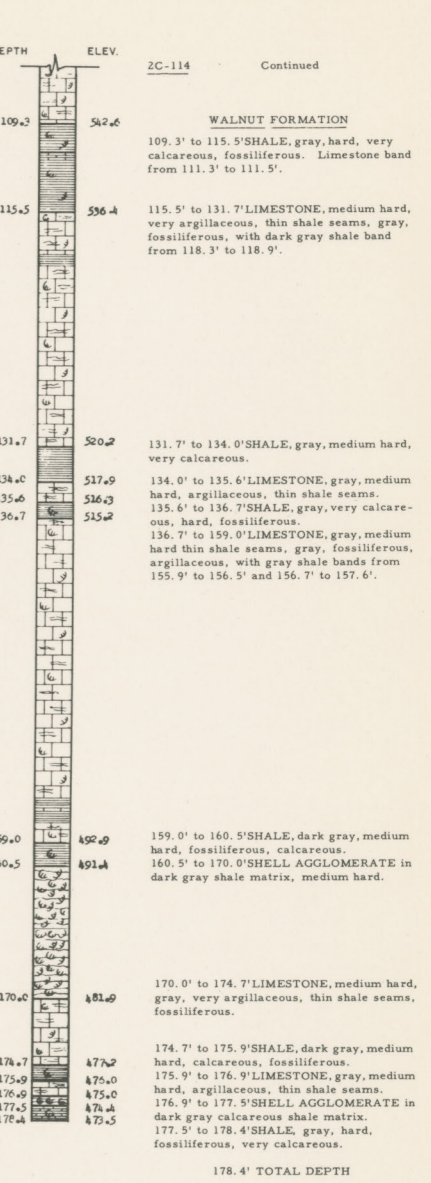 EPTH ELEV.
2C-114 Continued
WALNUT FORMATION
109.3 542.6
109.3' to 115.5'SHALE, gray, hard, very
calcareous, fossiliferous. Limestone band
from 111.3' to 111.5'.
115.5 536.4
115.5' to 131.7'LIMESTONE, medium hard,
very argillaceous, thin shale seams, gray,
fossiliferous, with dark gray shale band
from 118.3' to 118.9'.
131.7 520.2
131.7' to 134.0'SHALE, gray, medium hard,
very calcareous.
34.0 517.9
134.0' to 135.6'LIMESTONE, gray, medium
hard, argillaceous, thin shale seams.
35.6 516.3
135.6' to 136.7'SHALE, gray, very calcare-
ous, hard, fossiliferous.
36.7 515.2
136.7' to 159.0'LIMESTONE, gray, medium
hard thin shale seams, gray, fossiliferous,
argillaceous, with gray shale bands from
155.9' to 156.5' and 156.7' to 157.6'.
59.0 492.9
159.0' to 160.5'SHALE, dark gray, medium
hard, fossiliferous, calcareous.
60.5 491.4
160.5' to 170.0'SHELL AGGLOMERATE in
dark gray shale matrix, medium hard.
170.0 481.9
170.0' to 174.7'LIMESTONE, medium hard,
gray, very argillaceous, thin shale seams,
fossiliferous.
174.7 477.2
174.7' to 175.9'SHALE, dark gray, medium
hard, calcareous, fossiliferous.
175.9 476.0
175.9' to 176.9'LIMESTONE, gray, medium
hard, argillaceous, thin shale seams.
176.9 475.0
176.9' to 177.5'SHELL AGGLOMERATE in
dark gray calcareous shale matrix.
177.5 474.4
177.5' to 178.4'SHALE, gray, hard,
fossiliferous, very calcareous.
178.4 473.5
178.4' TOTAL DEPTH